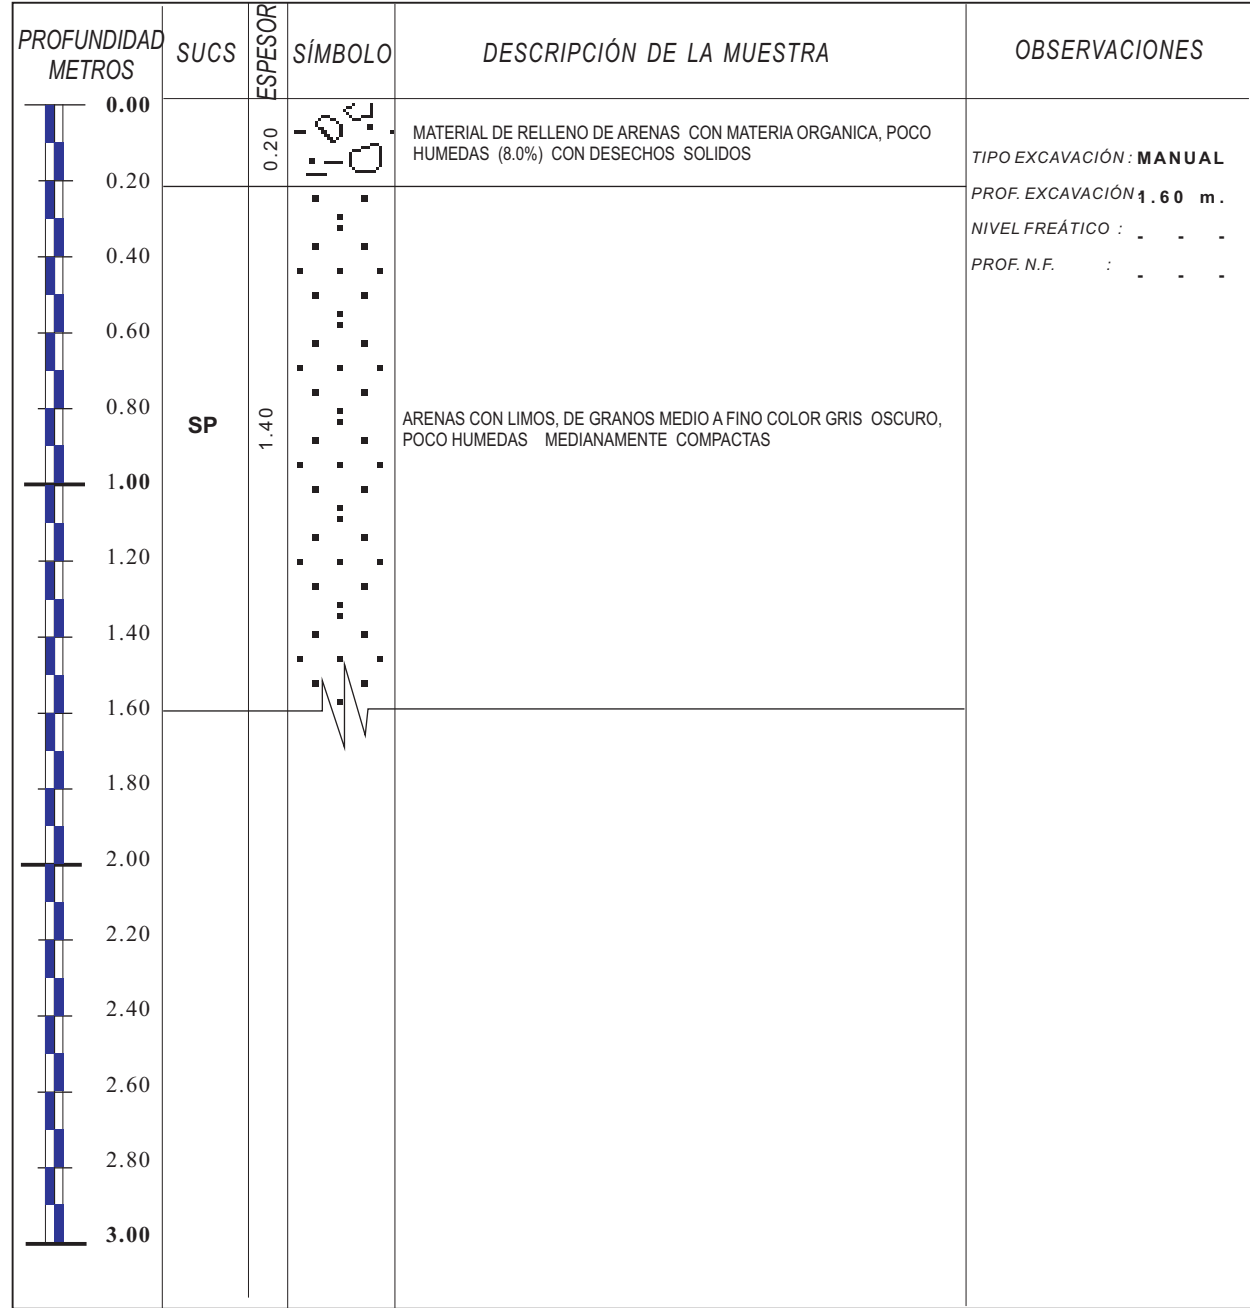 PROFUNDIDAD
METROS
SUCS
ESPESOR
SÍMBOLO
DESCRIPCIÓN DE LA MUESTRA
OBSERVACIONES
0.00
0.20
MATERIAL DE RELLENO DE ARENAS CON MATERIA ORGANICA, POCO
HUMEDAS (8.0%) CON DESECHOS SOLIDOS
TIPO EXCAVACIÓN : MANUAL
PROF. EXCAVACIÓN : 1.60 m.
NIVEL FREÁTICO : - - -
PROF. N.F. : - - -
0.20
0.40
0.60
0.80
SP
1.40
ARENAS CON LIMOS, DE GRANOS MEDIO A FINO COLOR GRIS OSCURO,
POCO HUMEDAS MEDIANAMENTE COMPACTAS
1.00
1.20
1.40
1.60
1.80
2.00
2.20
2.40
2.60
2.80
3.00